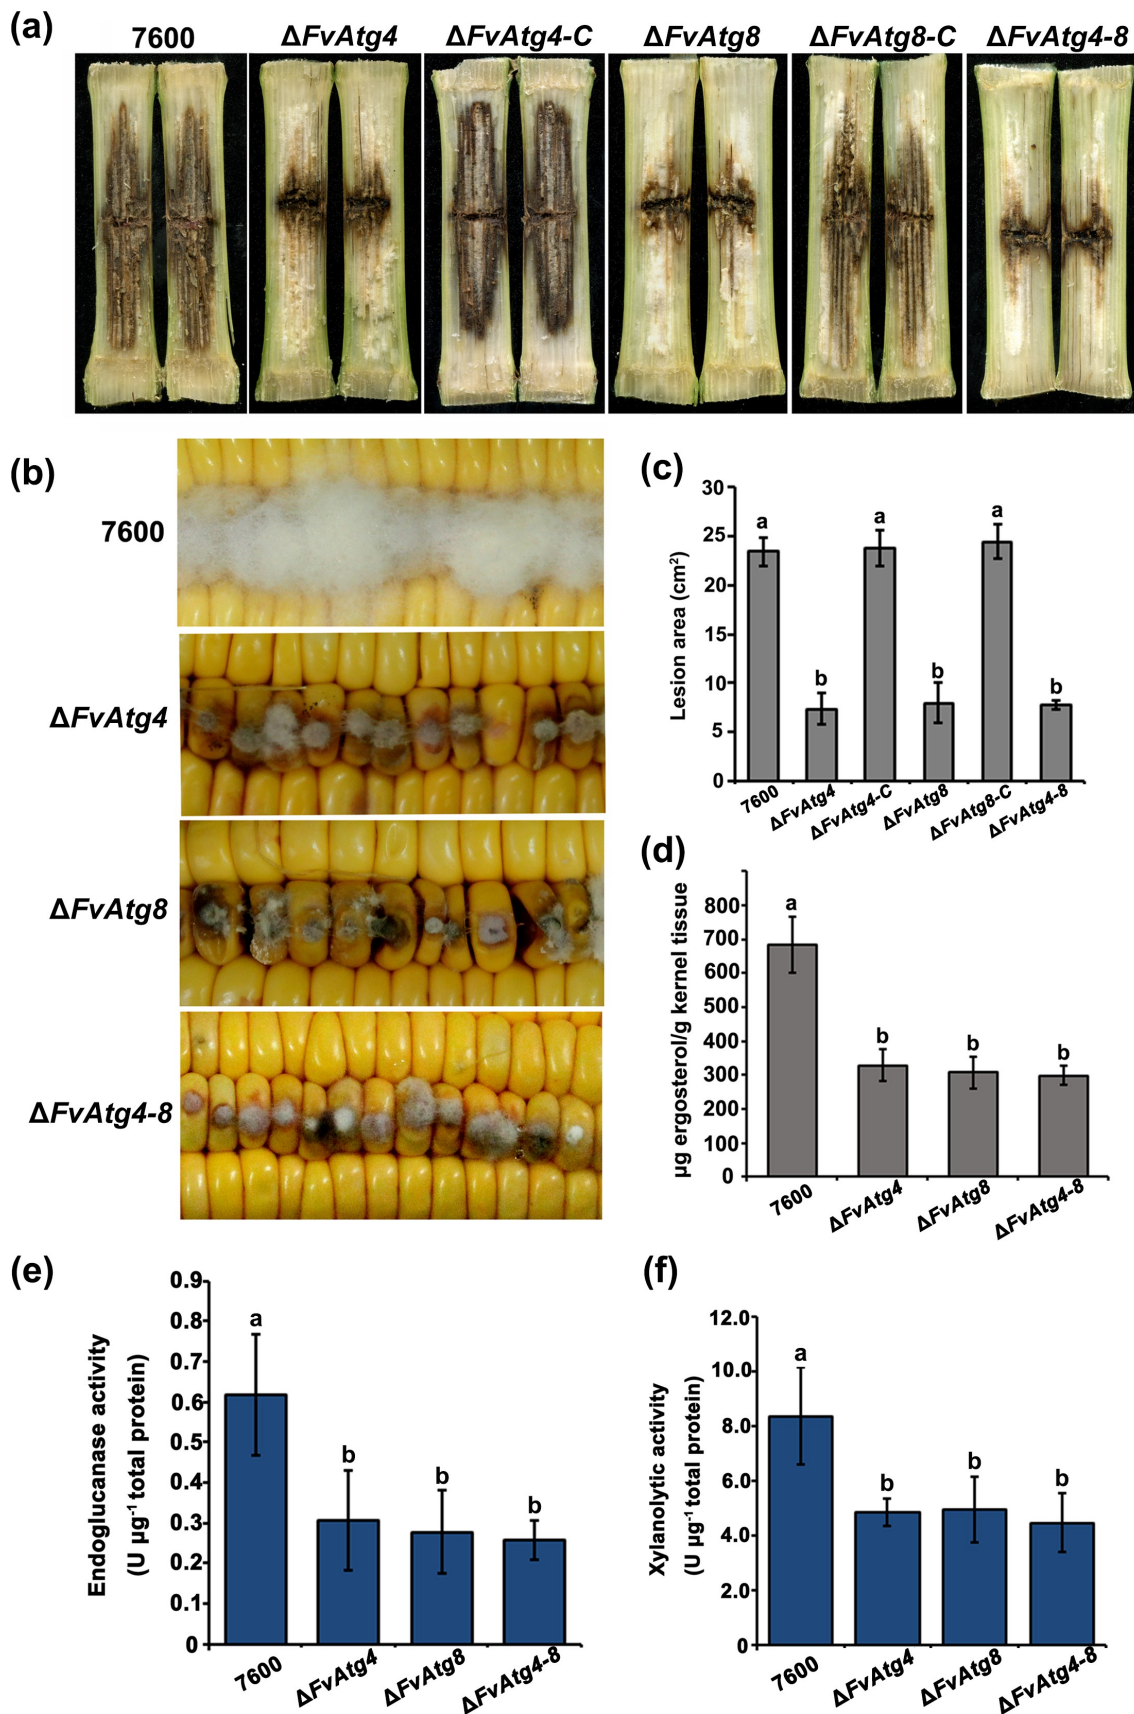 (a)
7600 ΔFvAtg4 ΔFvAtg4-C ΔFvAtg8 ΔFvAtg8-C ΔFvAtg4-8
(b)
7600
ΔFvAtg4
ΔFvAtg8
ΔFvAtg4-8
(c)
Lesion area (cm²)
30
25
20
15
10
5
0
a
b
a
b
a
b
7600 ΔFvAtg4 ΔFvAtg4-C ΔFvAtg8 ΔFvAtg8-C ΔFvAtg4-8
(d)
µg ergosterol/g kernel tissue
800
700
600
500
400
300
200
100
0
a
b
b
b
7600 ΔFvAtg4 ΔFvAtg8 ΔFvAtg4-8
(e)
Endoglucanase activity
(U µg⁻¹ total protein)
0.9
0.8
0.7
0.6
0.5
0.4
0.3
0.2
0.1
0
a
b
b
b
7600 ΔFvAtg4 ΔFvAtg8 ΔFvAtg4-8
(f)
Xylanolytic activity
(U µg⁻¹ total protein)
12.0
10.0
8.0
6.0
4.0
2.0
0
a
b
b
b
7600 ΔFvAtg4 ΔFvAtg8 ΔFvAtg4-8